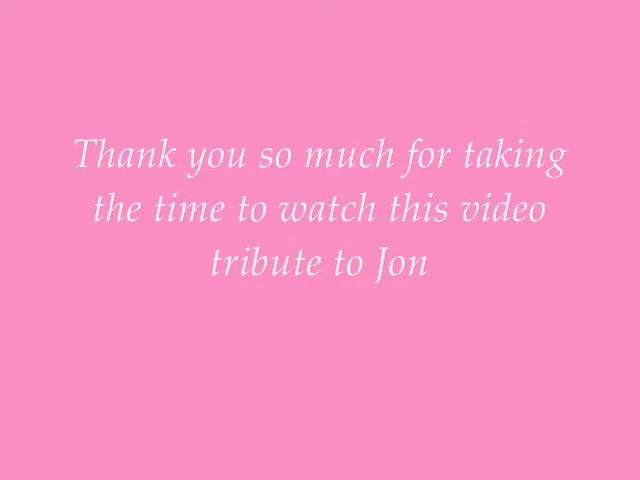 Thank you so much for taking
the time to watch this video
tribute to Jon